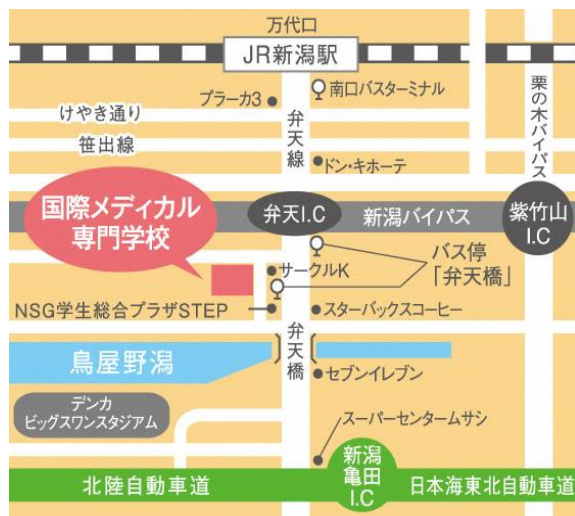 万代口
JR新潟駅
プラーカ3
南口バスターミナル
けやき通り
笹出線
弁天線
ドン・キホーテ
栗の木バイパス
国際メディカル
専門学校
弁天I.C
新潟バイパス
紫竹山
I.C
サークルK
バス停
「弁天橋」
NSG学生総合プラザSTEP
スターバックスコーヒー
鳥屋野潟
弁天橋
セブンイレブン
デンカ
ビッグスワンスタジアム
スーパーセンタームサシ
北陸自動車道
新潟
亀田
I.C
日本海東北自動車道